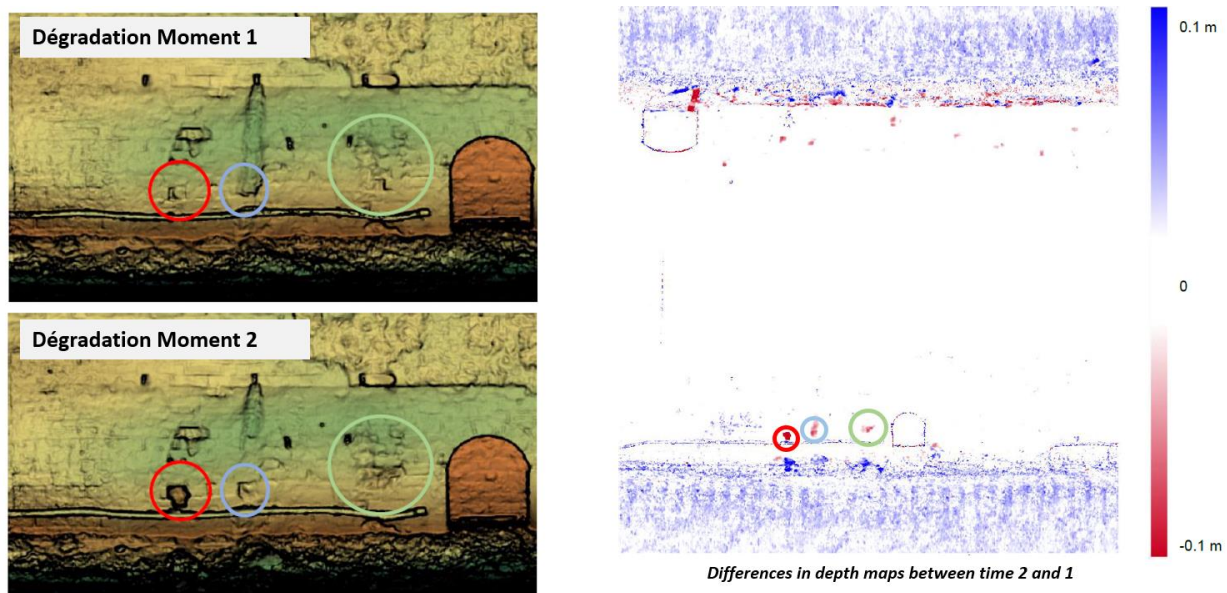 Dégradation Moment 1
Dégradation Moment 2
0.1 m
0
-0.1 m
Differences in depth maps between time 2 and 1